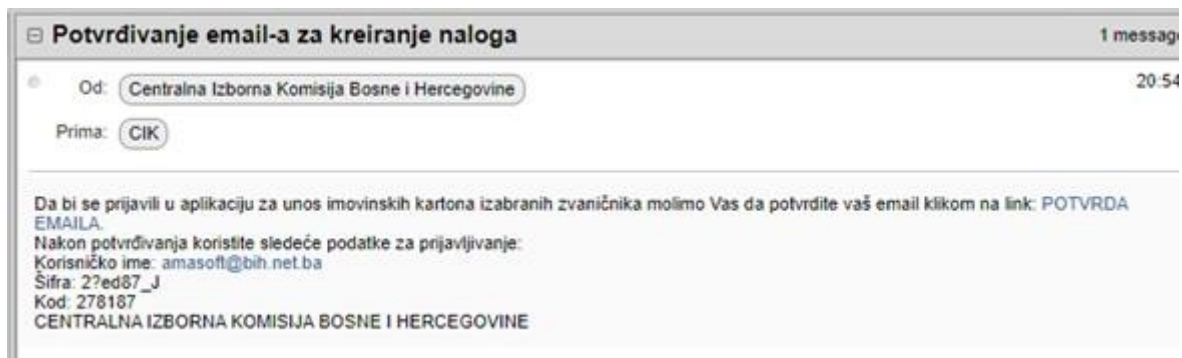 Potvrđivanje email-a za kreiranje naloga 1 message
Od: Centralna Izborna Komisija Bosne i Hercegovine 20:54
Prima: CIK
Da bi se prijavili u aplikaciju za unos imovinskih kartona izabranih zvaničnika molimo Vas da potvrdite vaš email klikom na link: POTVRDA
EMAILA.
Nakon potvrđivanja koristite sledeće podatke za prijavljivanje:
Korisničko ime: amasoft@bih.net.ba
Šifra: 2?ed87_J
Kod: 278187
CENTRALNA IZBORNA KOMISIJA BOSNE I HERCEGOVINE